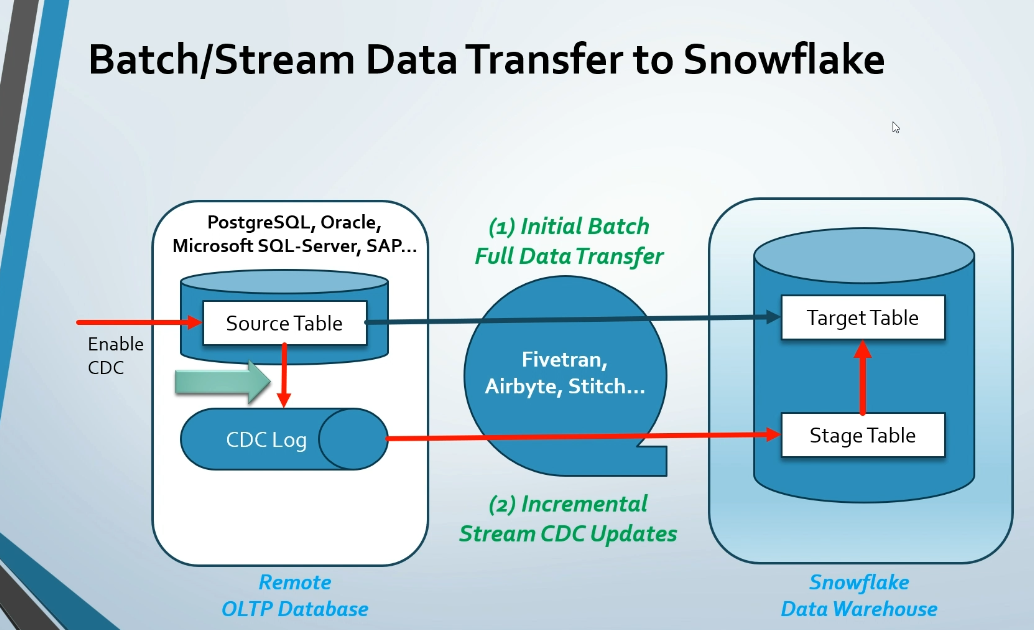 Batch/Stream Data Transfer to Snowflake
PostgreSQL, Oracle,
Microsoft SQL-Server, SAP...
(1) Initial Batch
Full Data Transfer
Source Table
Target Table
Enable
CDC
Fivetran,
Airbyte, Stitch...
CDC Log
Stage Table
(2) Incremental
Stream CDC Updates
Remote
OLTP Database
Snowflake
Data Warehouse